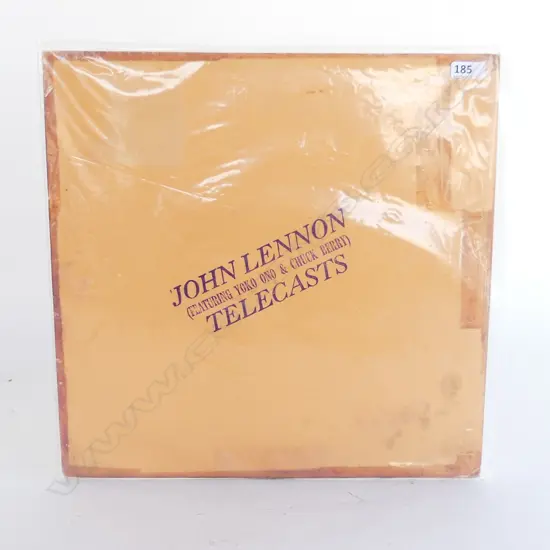 185
JOHN LENNON
(FEATURING YOKO ONO & CHUCK BERRY)
TELECASTS